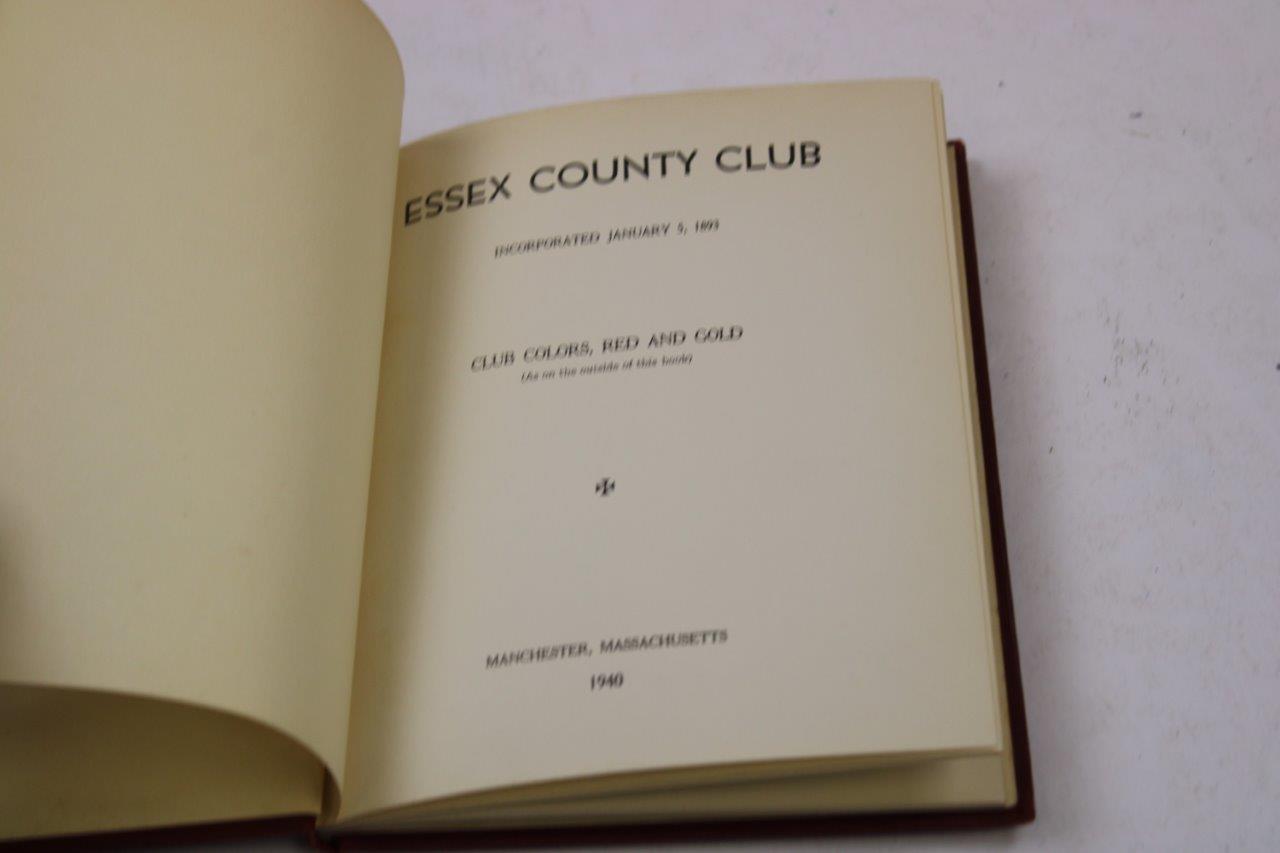 ESSEX COUNTY CLUB
INCORPORATED JANUARY 5, 1893
CLUB COLORS, RED AND GOLD
(As on the outside of this book)
MANCHESTER, MASSACHUSETTS
1940